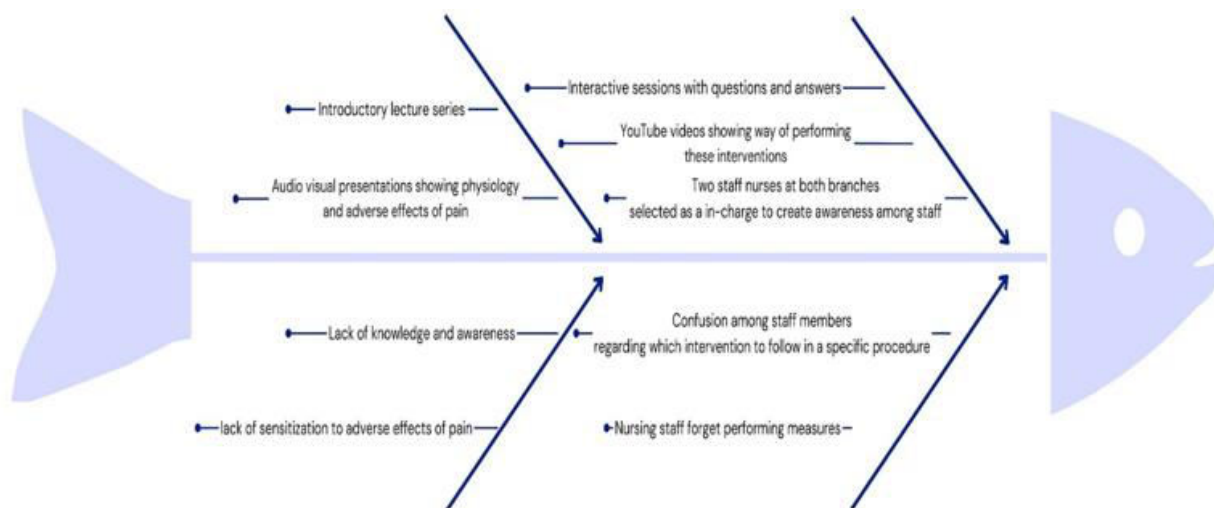 Introductory lecture series
Audio visual presentations showing physiology
and adverse effects of pain
Interactive sessions with questions and answers
YouTube videos showing way of performing
these interventions
Two staff nurses at both branches
selected as a in-charge to create awareness among staff
Lack of knowledge and awareness
lack of sensitization to adverse effects of pain
Confusion among staff members
regarding which intervention to follow in a specific procedure
Nursing staff forget performing measures